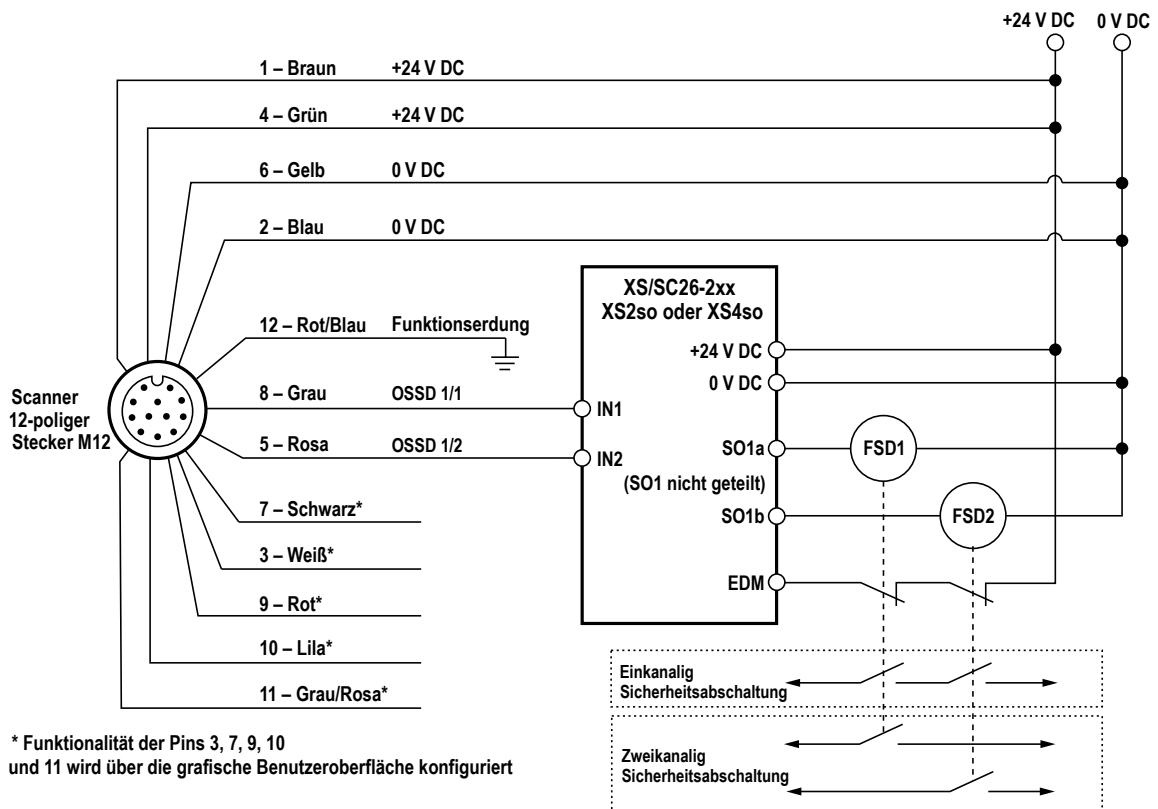 +24 V DC 0 V DC
1 – Braun +24 V DC
4 – Grün +24 V DC
6 – Gelb 0 V DC
2 – Blau 0 V DC
XS/SC26-2xx
XS2so oder XS4so
12 – Rot/Blau Funktionserdung
+24 V DC
0 V DC
Scanner
12-poliger
Stecker M12
8 – Grau OSSD 1/1 IN1
5 – Rosa OSSD 1/2 IN2
SO1a FSD1
(SO1 nicht geteilt)
SO1b FSD2
7 – Schwarz*
3 – Weiß*
EDM
9 – Rot*
10 – Lila*
11 – Grau/Rosa*
Einkanalig
Sicherheitsabschaltung
Zweikanalig
Sicherheitsabschaltung
* Funktionalität der Pins 3, 7, 9, 10
und 11 wird über die grafische Benutzeroberfläche konfiguriert